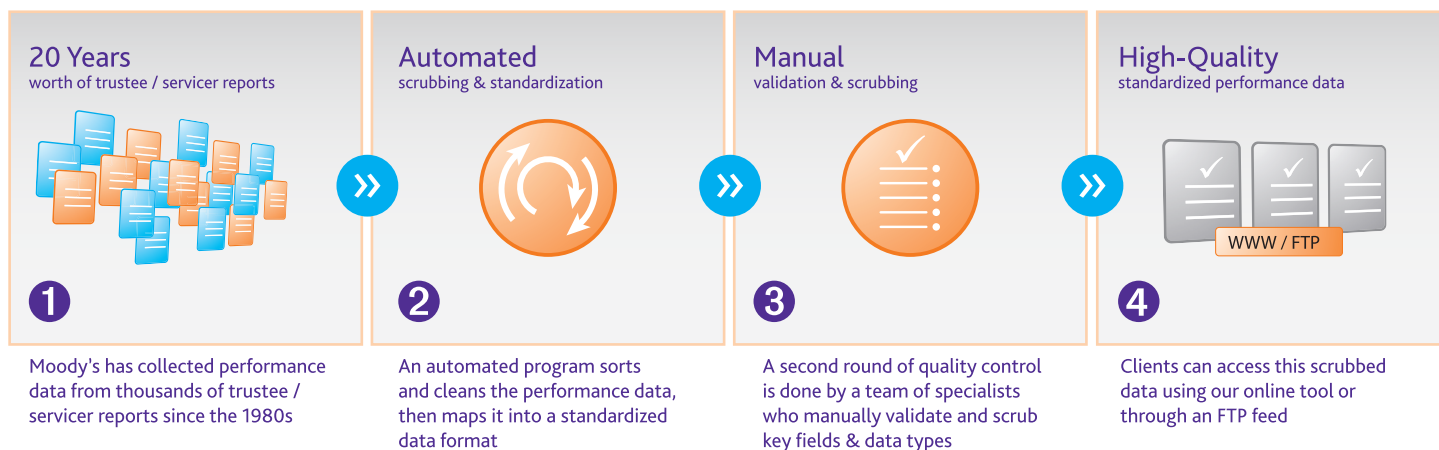 20 Years
worth of trustee / servicer reports
1
Moody's has collected performance
data from thousands of trustee /
servicer reports since the 1980s
Automated
scrubbing & standardization
2
An automated program sorts
and cleans the performance data,
then maps it into a standardized
data format
Manual
validation & scrubbing
3
A second round of quality control
is done by a team of specialists
who manually validate and scrub
key fields & data types
High-Quality
standardized performance data
WWW / FTP
4
Clients can access this scrubbed
data using our online tool or
through an FTP feed